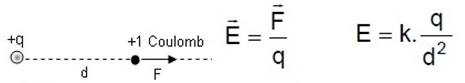 +q
+1 Coulomb
d
F
E⃗ = F⃗ / q
E = k. q / d²